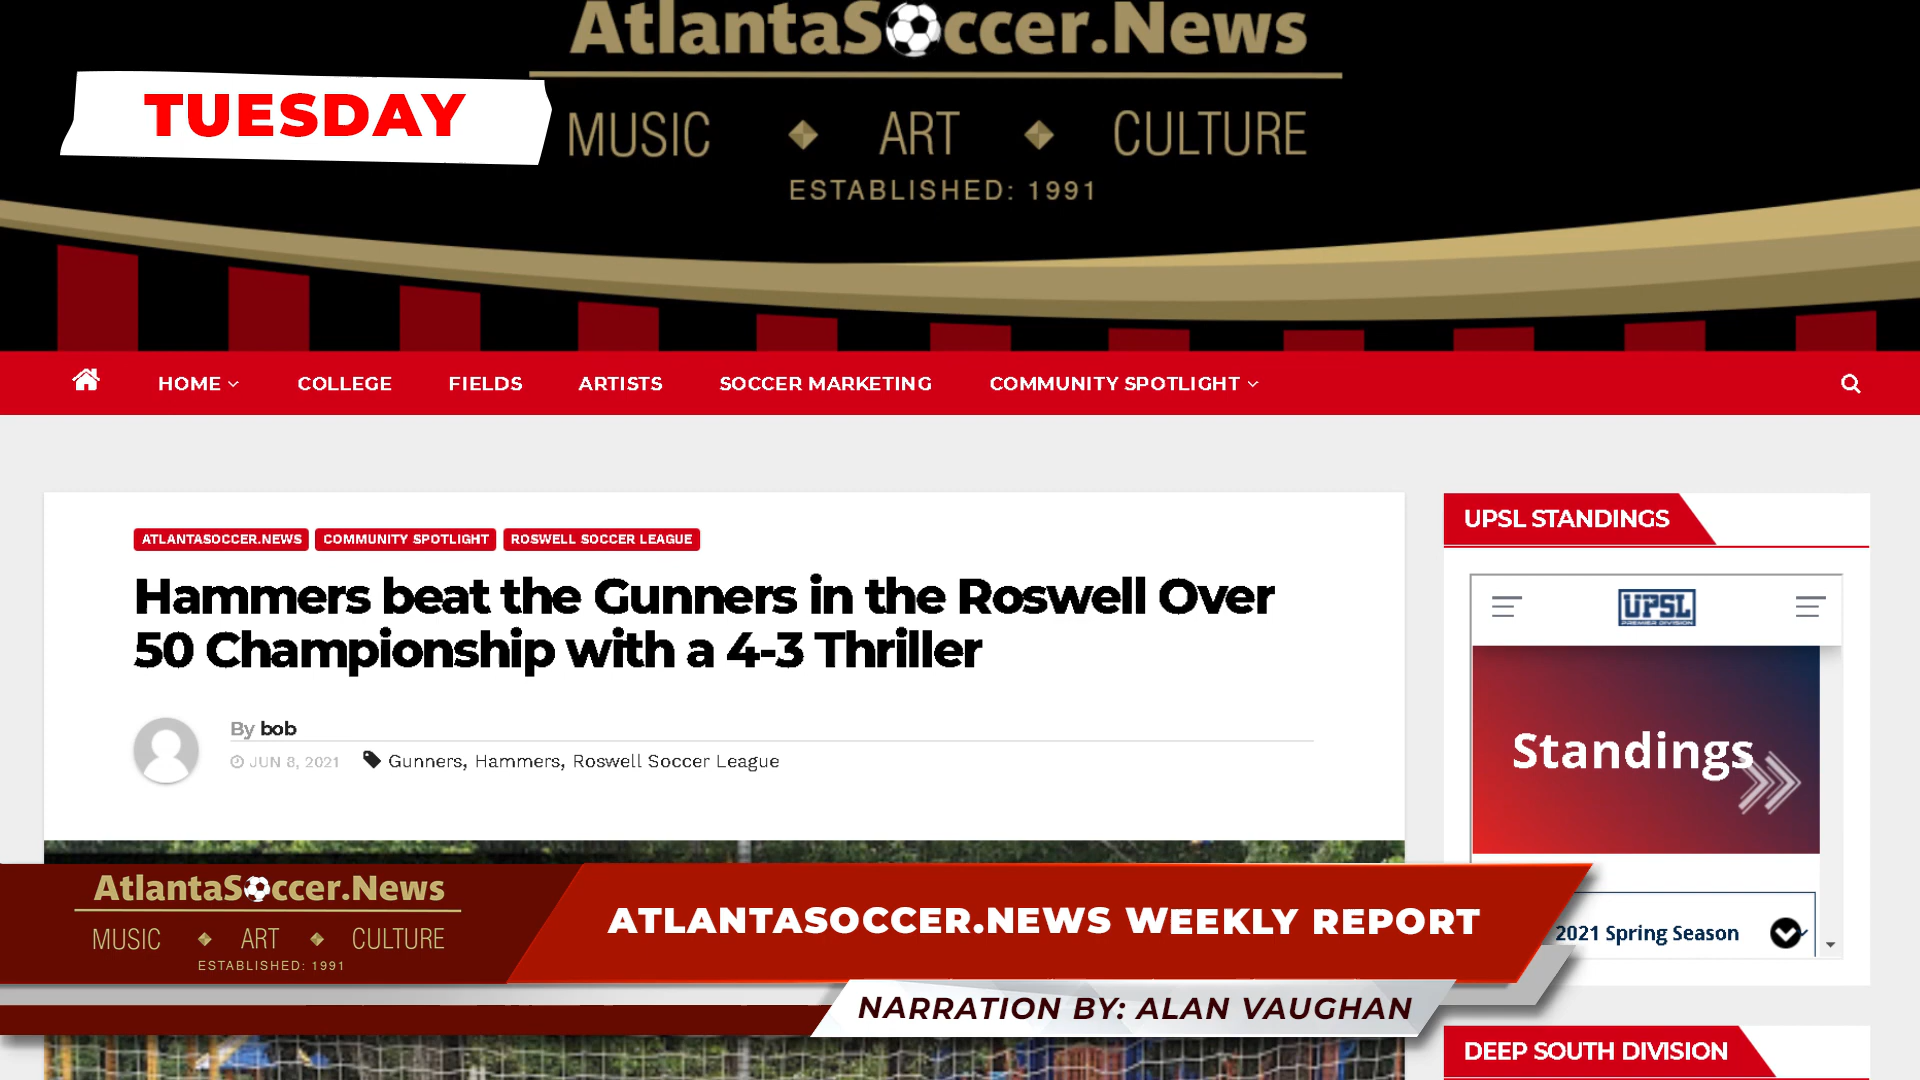 AtlantaSoccer.News
TUESDAY
MUSIC ART CULTURE
ESTABLISHED: 1991
HOME COLLEGE FIELDS ARTISTS SOCCER MARKETING COMMUNITY SPOTLIGHT
ATLANTASOCCER.NEWS COMMUNITY SPOTLIGHT ROSWELL SOCCER LEAGUE
Hammers beat the Gunners in the Roswell Over
50 Championship with a 4-3 Thriller
By bob
JUN 8, 2021 Gunners, Hammers, Roswell Soccer League
UPSL STANDINGS
UPSL
PREMIER DIVISION
Standings
2021 Spring Season
DEEP SOUTH DIVISION
AtlantaSoccer.News
MUSIC ART CULTURE
ESTABLISHED: 1991
ATLANTASOCCER.NEWS WEEKLY REPORT
NARRATION BY: ALAN VAUGHAN